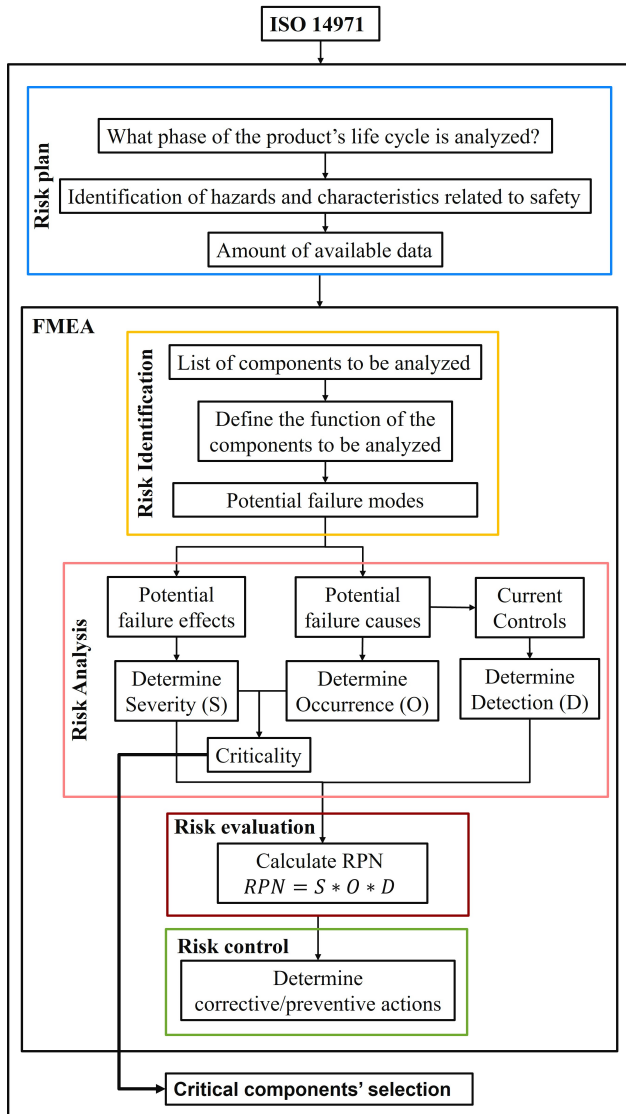 ISO 14971
Risk plan
What phase of the product's life cycle is analyzed?
Identification of hazards and characteristics related to safety
Amount of available data
FMEA
Risk Identification
List of components to be analyzed
Define the function of the
components to be analyzed
Potential failure modes
Risk Analysis
Potential
failure effects
Potential
failure causes
Current
Controls
Determine
Severity (S)
Determine
Occurrence (O)
Determine
Detection (D)
Criticality
Risk evaluation
Calculate RPN
RPN = S * O * D
Risk control
Determine
corrective/preventive actions
Critical components' selection